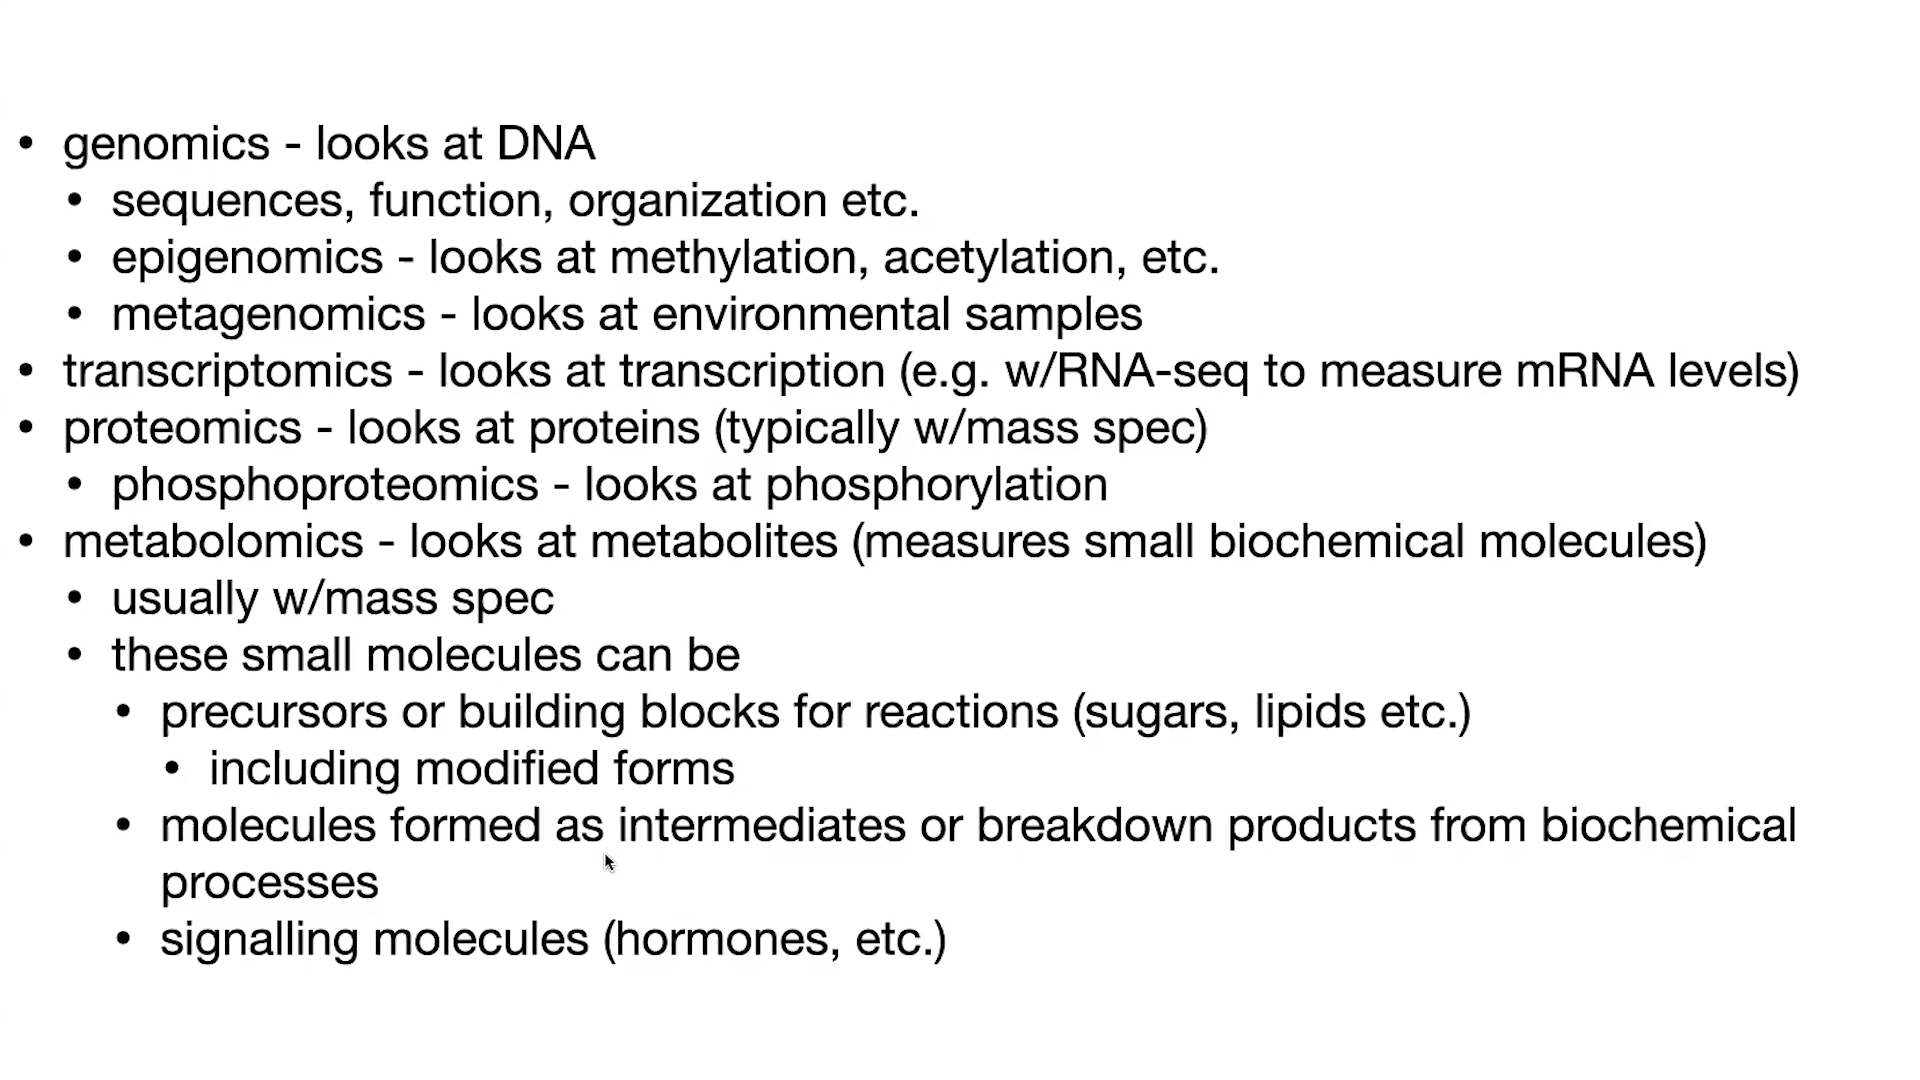 • genomics - looks at DNA
• sequences, function, organization etc.
• epigenomics - looks at methylation, acetylation, etc.
• metagenomics - looks at environmental samples
• transcriptomics - looks at transcription (e.g. w/RNA-seq to measure mRNA levels)
• proteomics - looks at proteins (typically w/mass spec)
• phosphoproteomics - looks at phosphorylation
• metabolomics - looks at metabolites (measures small biochemical molecules)
• usually w/mass spec
• these small molecules can be
• precursors or building blocks for reactions (sugars, lipids etc.)
• including modified forms
• molecules formed as intermediates or breakdown products from biochemical
processes
• signalling molecules (hormones, etc.)